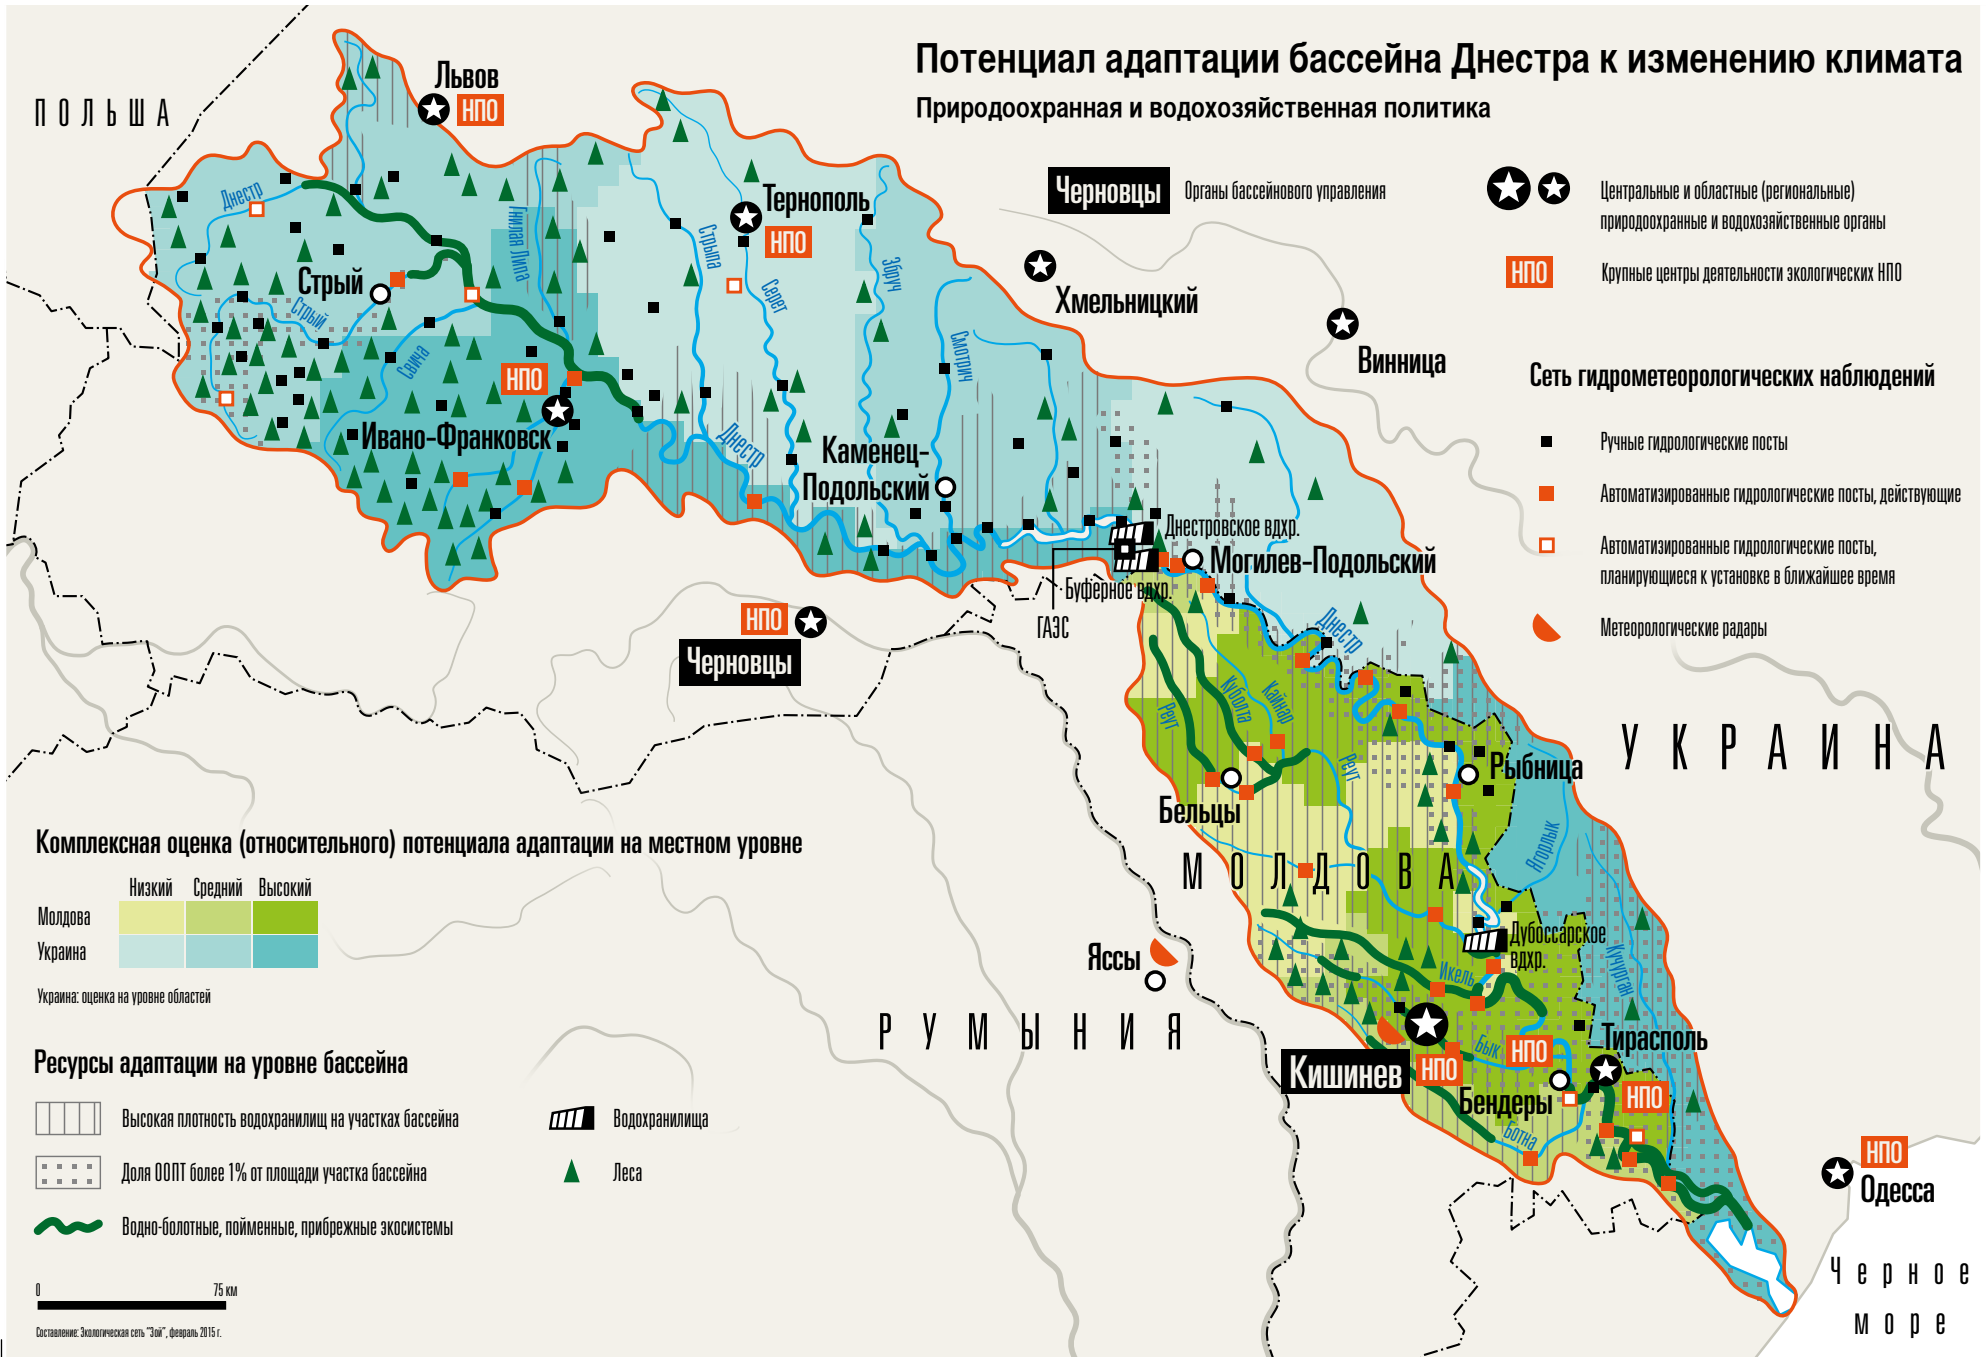 Потенциал адаптации бассейна Днестра к изменению климата
Природоохранная и водохозяйственная политика
Черновцы
Органы бассейнового управления
Центральные и областные (региональные)
природоохранные и водохозяйственные органы
НПО
Крупные центры деятельности экологических НПО
Сеть гидрометеорологических наблюдений
Ручные гидрологические посты
Автоматизированные гидрологические посты, действующие
Автоматизированные гидрологические посты,
планирующиеся к установке в ближайшее время
Метеорологические радары
ПОЛЬША
Львов
НПО
Днестр
Гнилая Липа
Тернополь
НПО
Стрыпа
Серет
Збруч
Стрый
Стрый
Свича
Смотрич
Хмельницкий
Винница
НПО
Ивано-Франковск
Днестр
Каменец-
Подольский
Днестровское вдхр.
Могилев-Подольский
Буферное вдхр.
ГАЭС
НПО
Черновцы
Днестр
Куболта
Кайнар
Реут
Реут
УКРАИНА
Рыбница
Бельцы
Ягорлык
МОЛДОВА
Дубоссарское
вдхр.
Кучурган
Яссы
Икель
РУМЫНИЯ
Тирасполь
Бык
НПО
Кишинев
НПО
Бендеры
НПО
Ботна
НПО
Одесса
Черное
море
Комплексная оценка (относительного) потенциала адаптации на местном уровне
Низкий Средний Высокий
Молдова
Украина
Украина: оценка на уровне областей
Ресурсы адаптации на уровне бассейна
Высокая плотность водохранилищ на участках бассейна
Водохранилища
Доля ООПТ более 1% от площади участка бассейна
Леса
Водно-болотные, пойменные, прибрежные экосистемы
0 75 км
Составление: Экологическая сеть "Зой", февраль 2015 г.